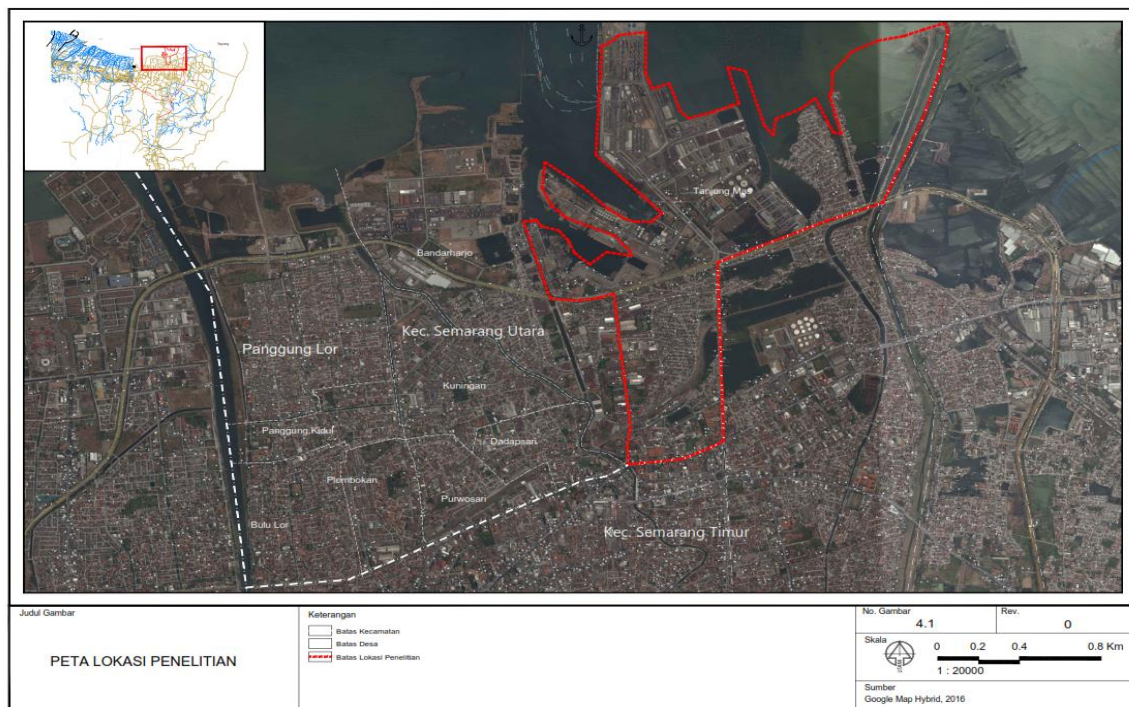 Tanjung Mas
Bandarharjo
Kec. Semarang Utara
Panggung Lor
Kuningan
Panggung Kidul
Dadapsari
Plombokan
Purwosari
Bulu Lor
Kec. Semarang Timur
Judul Gambar
PETA LOKASI PENELITIAN
Keterangan
Batas Kecamatan
Batas Desa
Batas Lokasi Penelitian
No. Gambar
4.1
Rev.
0
Skala
0 0.2 0.4 0.8 Km
1 : 20000
Sumber
Google Map Hybrid, 2016